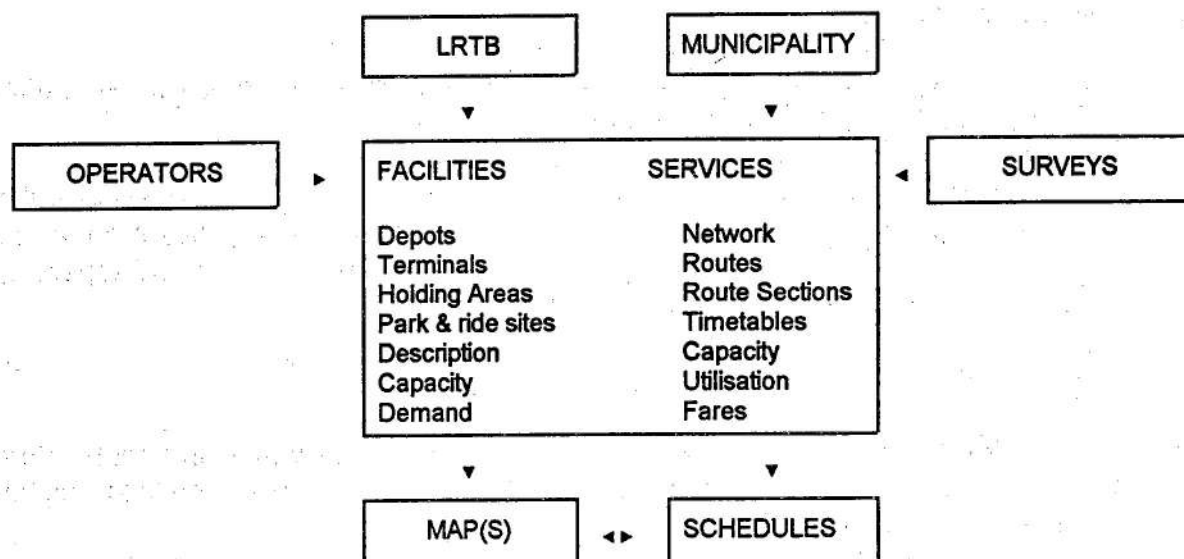 LRTB MUNICIPALITY
OPERATORS FACILITIES SERVICES SURVEYS
Depots Network
Terminals Routes
Holding Areas Route Sections
Park & ride sites Timetables
Description Capacity
Capacity Utilisation
Demand Fares
MAP(S) SCHEDULES